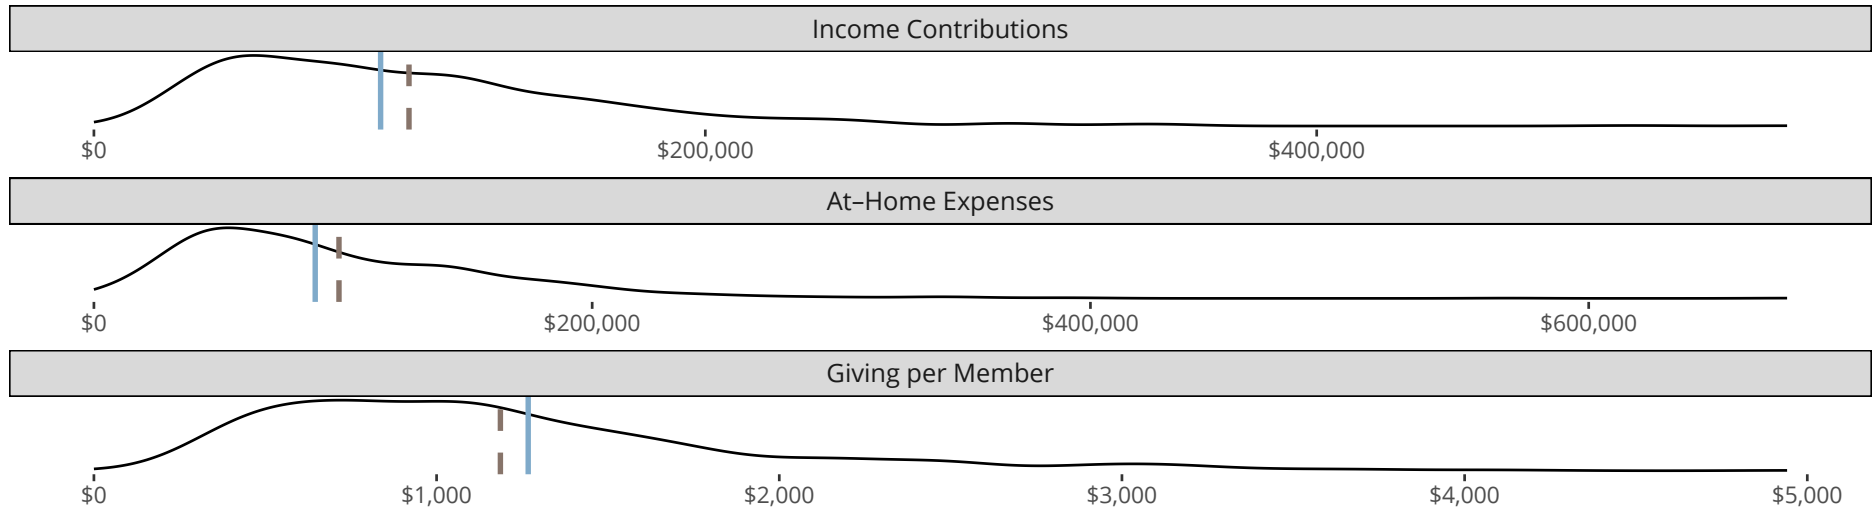 Income Contributions
$0 $200,000 $400,000
At–Home Expenses
$0 $200,000 $400,000 $600,000
Giving per Member
$0 $1,000 $2,000 $3,000 $4,000 $5,000